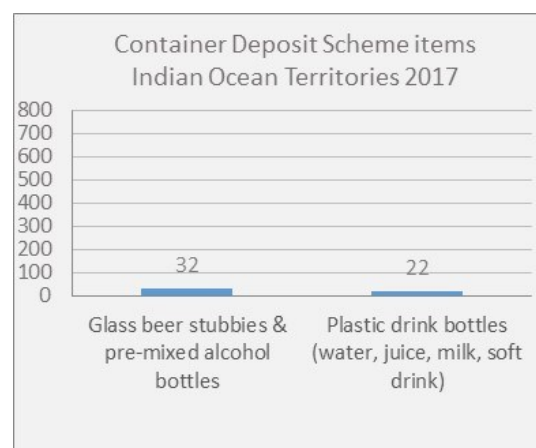 Container Deposit Scheme items
Indian Ocean Territories 2017
800
700
600
500
400
300
200
100
0
32
22
Glass beer stubbies &
pre-mixed alcohol
bottles
Plastic drink bottles
(water, juice, milk, soft
drink)